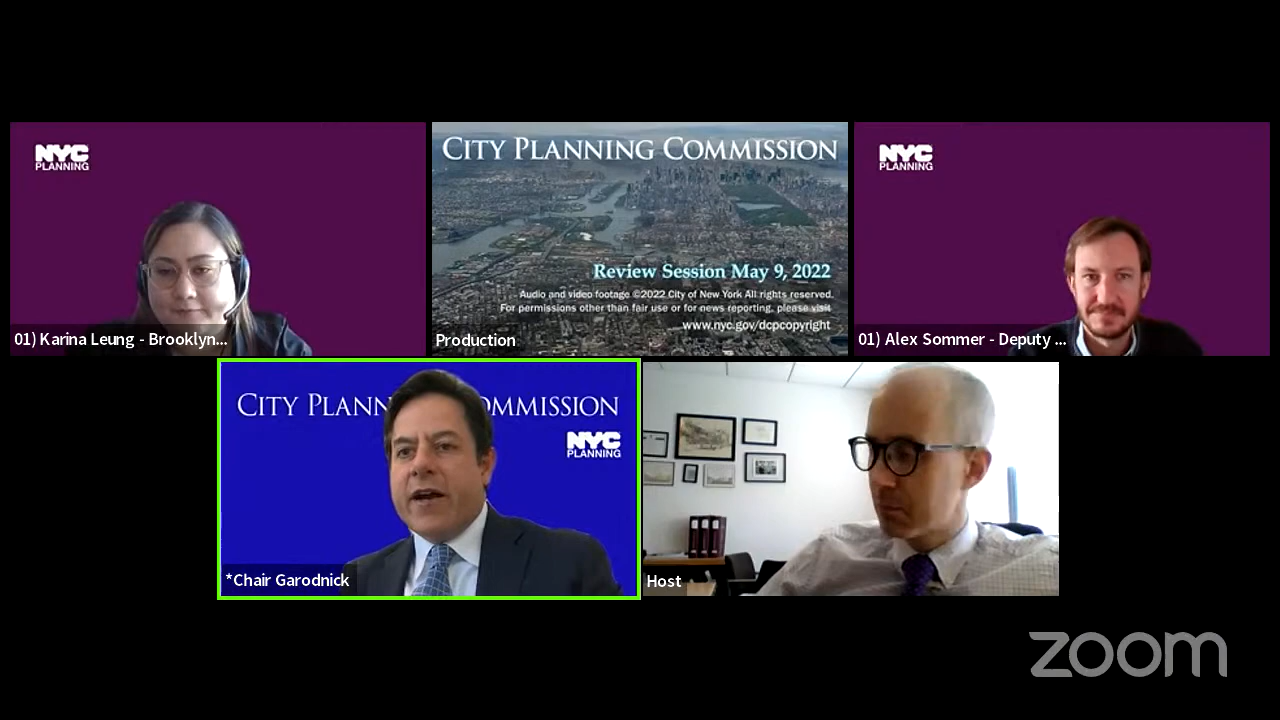 NYC
PLANNING
01) Karina Leung - Brooklyn...
CITY PLANNING COMMISSION
Review Session May 9, 2022
Audio and video footage ©2022 City of New York All rights reserved.
For permissions other than fair use or for news reporting, please visit
www.nyc.gov/dcpcopyright
Production
NYC
PLANNING
01) Alex Sommer - Deputy ...
CITY PLANN OMMISSION
NYC
PLANNING
*Chair Garodnick
Host
zoom